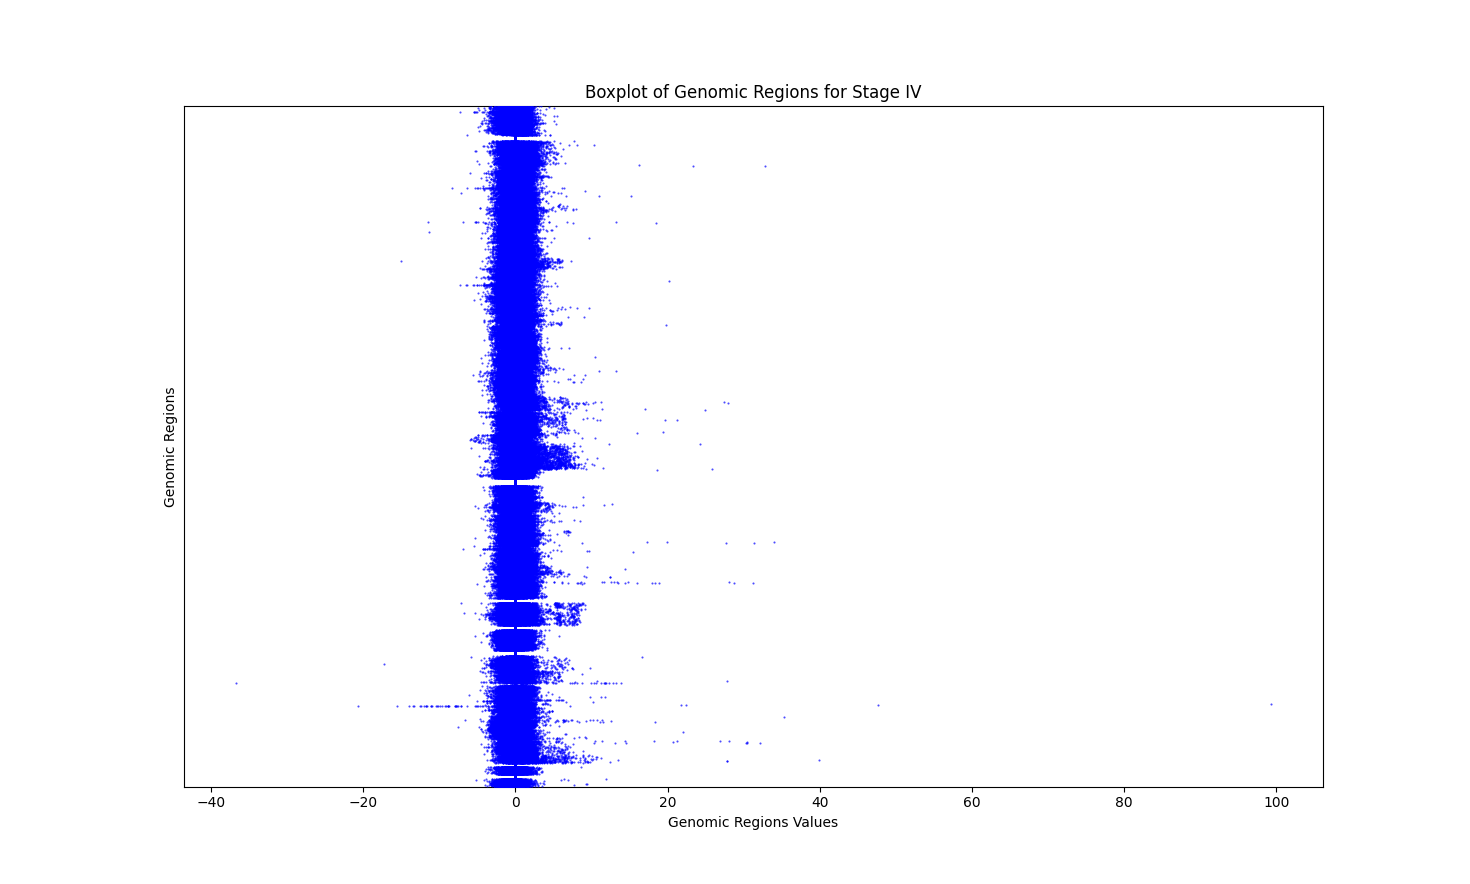 Boxplot of Genomic Regions for Stage IV
Genomic Regions
−40 −20 0 20 40 60 80 100
Genomic Regions Values